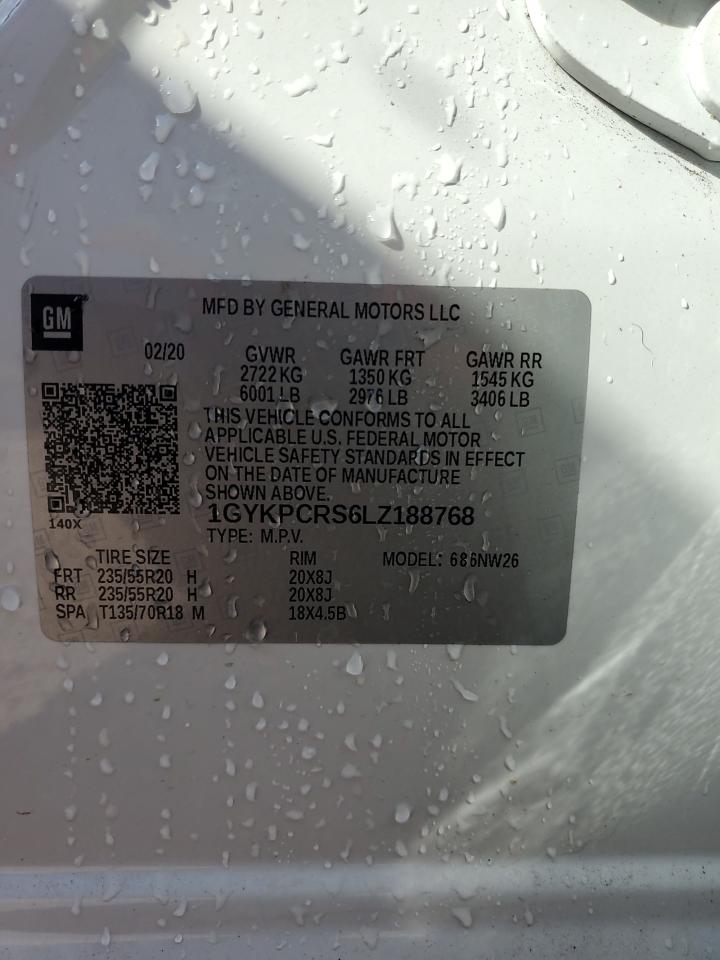 GM
MFD BY GENERAL MOTORS LLC
02/20 GVWR GAWR FRT GAWR RR
2722 KG 1350 KG 1545 KG
6001 LB 2976 LB 3406 LB
THIS VEHICLE CONFORMS TO ALL
APPLICABLE U.S. FEDERAL MOTOR
VEHICLE SAFETY STANDARDS IN EFFECT
ON THE DATE OF MANUFACTURE
SHOWN ABOVE.
140X
1GYKPCRS6LZ188768
TYPE: M.P.V.
TIRE SIZE RIM MODEL: 686NW26
FRT 235/55R20 H 20X8J
RR 235/55R20 H 20X8J
SPA T135/70R18 M 18X4.5B